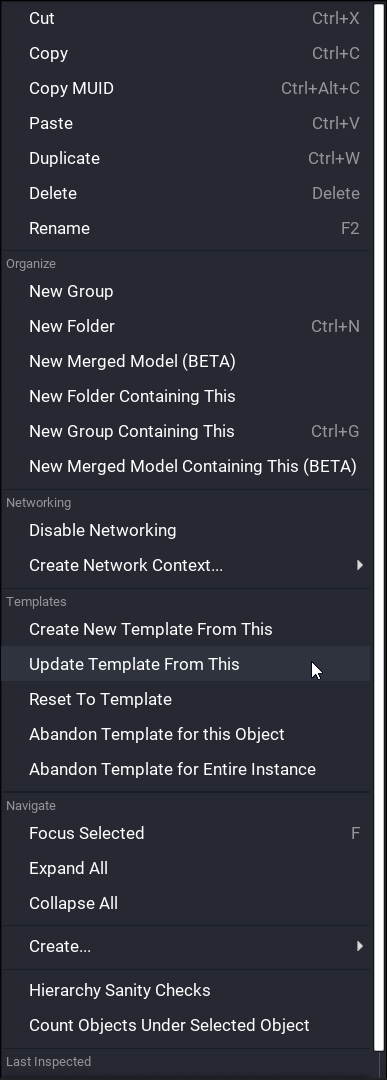 Cut Ctrl+X
Copy Ctrl+C
Copy MUID Ctrl+Alt+C
Paste Ctrl+V
Duplicate Ctrl+W
Delete Delete
Rename F2
Organize
New Group
New Folder Ctrl+N
New Merged Model (BETA)
New Folder Containing This
New Group Containing This Ctrl+G
New Merged Model Containing This (BETA)
Networking
Disable Networking
Create Network Context...
Templates
Create New Template From This
Update Template From This
Reset To Template
Abandon Template for this Object
Abandon Template for Entire Instance
Navigate
Focus Selected F
Expand All
Collapse All
Create...
Hierarchy Sanity Checks
Count Objects Under Selected Object
Last Inspected